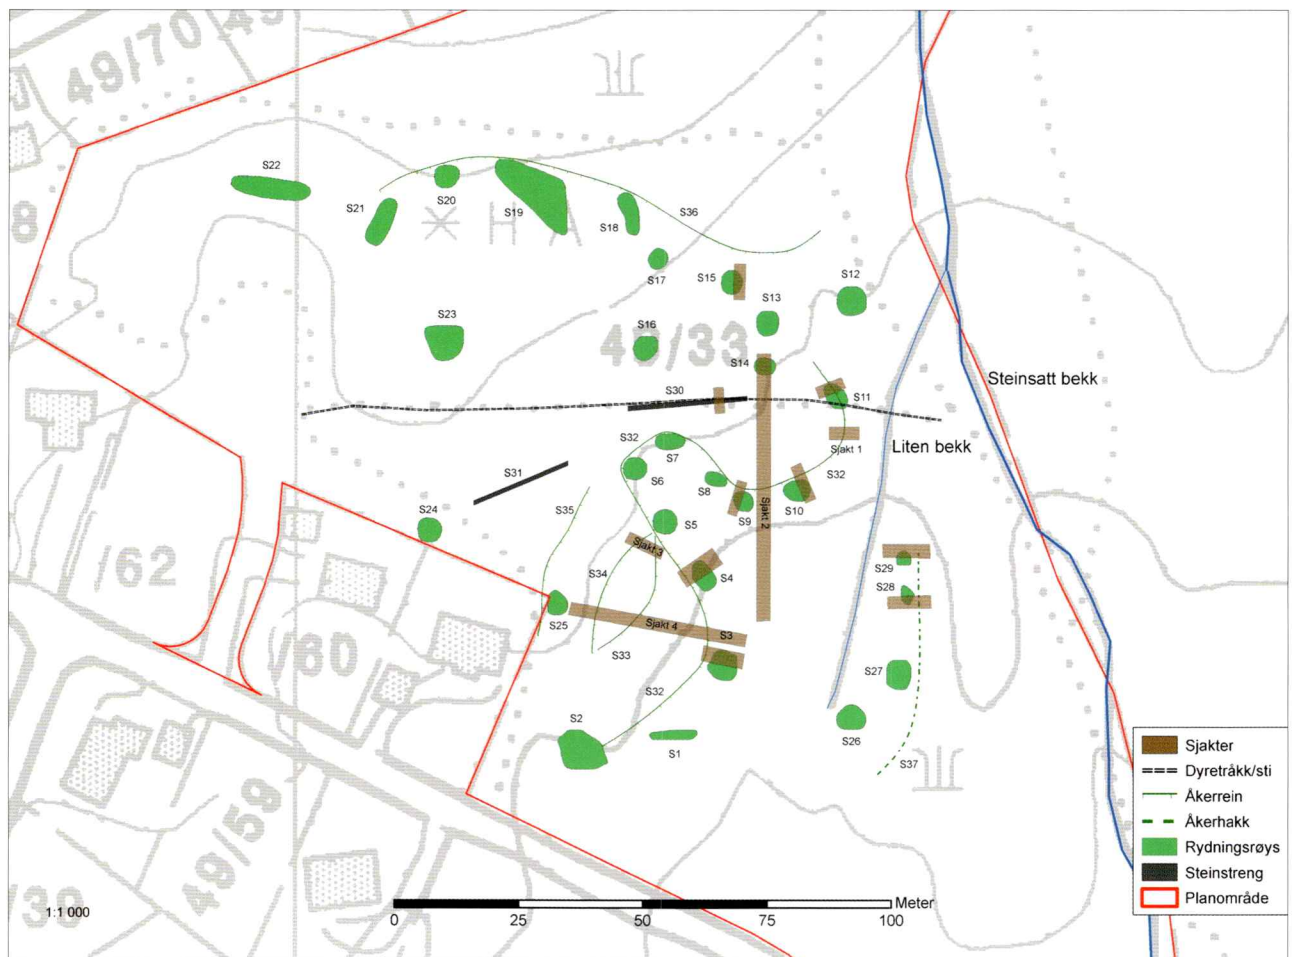 49/70
49
8
S22
S21
S20
S19
S18
S36
S17
S15
S12
S13
S23
S16
49/33
S14
S30
S11
Steinsatt bekk
S32
Sjakt 1
Liten bekk
S7
S31
S6
S8
S32
S24
S35
S5
S9
S10
Sjakt 2
/62
Sjakt 3
S34
S4
S29
S28
S25
Sjakt 4
S3
/60
S33
S27
S32
S2
S1
S26
S37
49/59
/30
1:1 000
Meter
0
25
50
75
100
Sjakter
Dyretråkk/sti
Åkerrein
Åkerhakk
Rydningsrøys
Steinstreng
Planområde